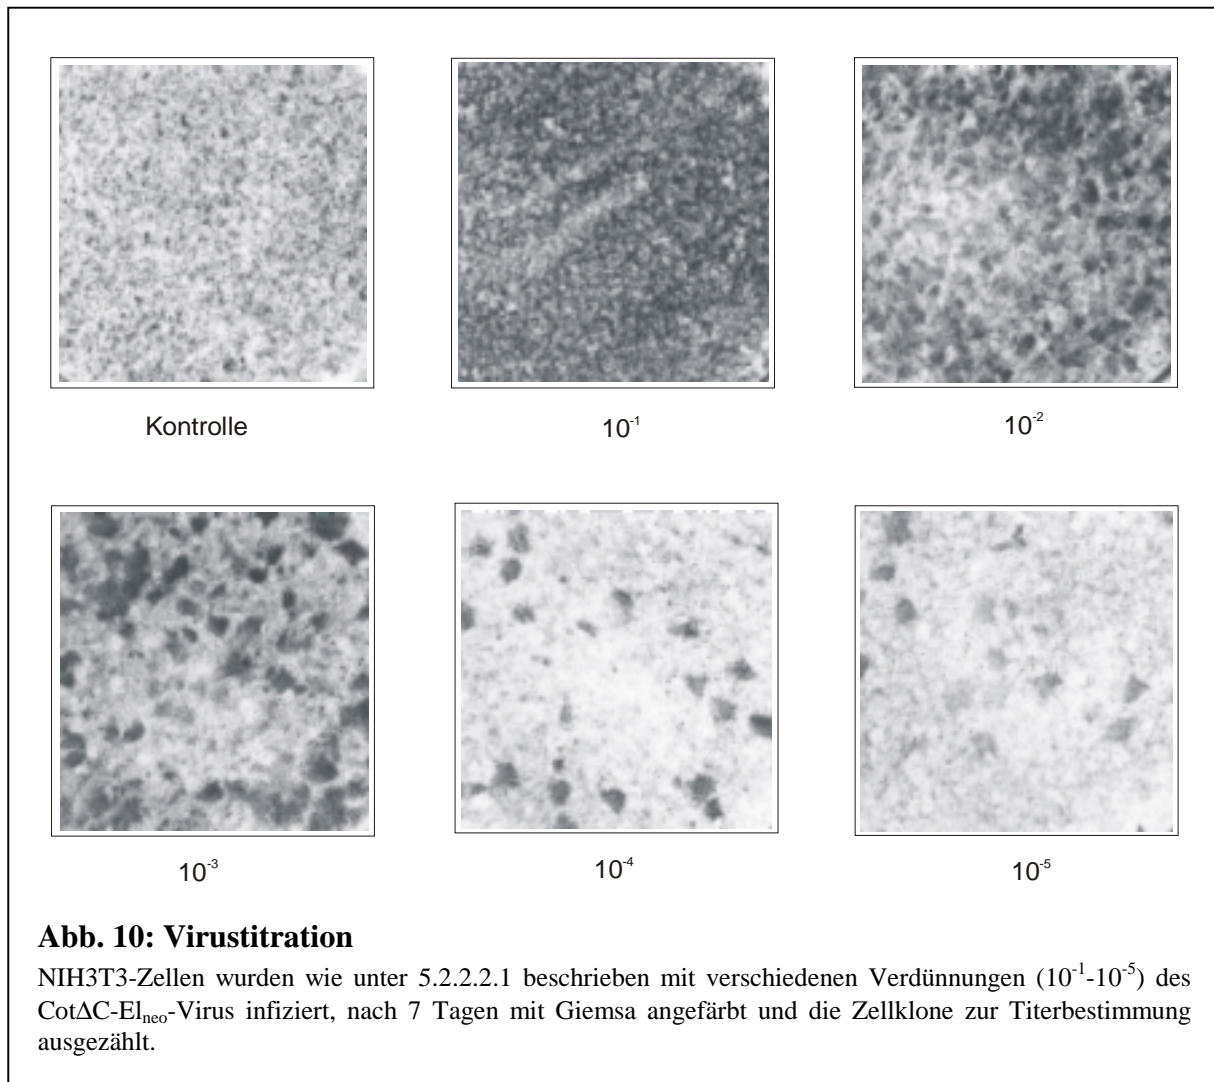 Kontrolle
10⁻¹
10⁻²
10⁻³
10⁻⁴
10⁻⁵
Abb. 10: Virustitration
NIH3T3-Zellen wurden wie unter 5.2.2.2.1 beschrieben mit verschiedenen Verdünnungen (10⁻¹-10⁻⁵) des
CotΔC-EIₙₑₒ-Virus infiziert, nach 7 Tagen mit Giemsa angefärbt und die Zellklone zur Titerbestimmung
ausgezählt.